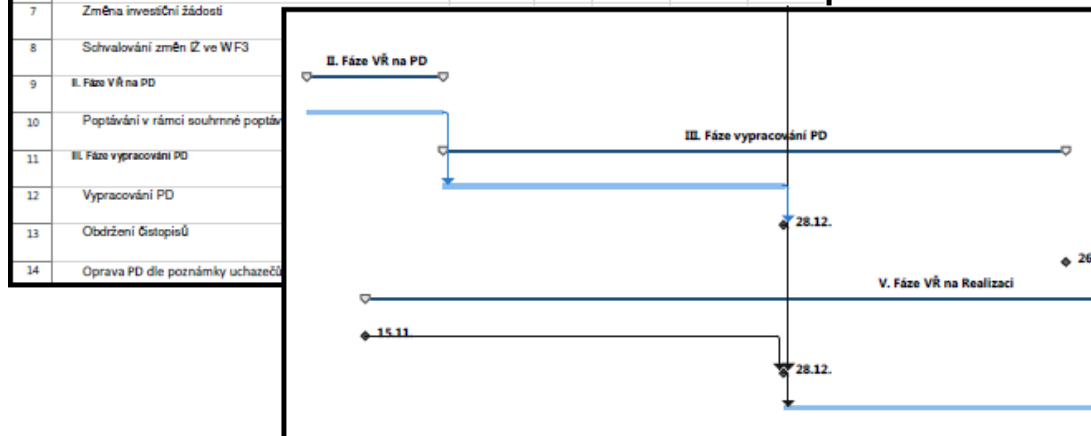 7 Změna investiční žádosti
8 Schvalování změn IŽ ve WF3
9 II. Fáze VŘ na PD
10 Poptávání v rámci souhrnné
11 III. Fáze vypracování PD
12 Vypracování PD
13 Obdržení čistopisů
14 Oprava PD dle poznámky uchazečů
II. Fáze VŘ na PD
III. Fáze vypracování PD
28.12.
26
V. Fáze VŘ na Realizaci
15.11.
28.12.